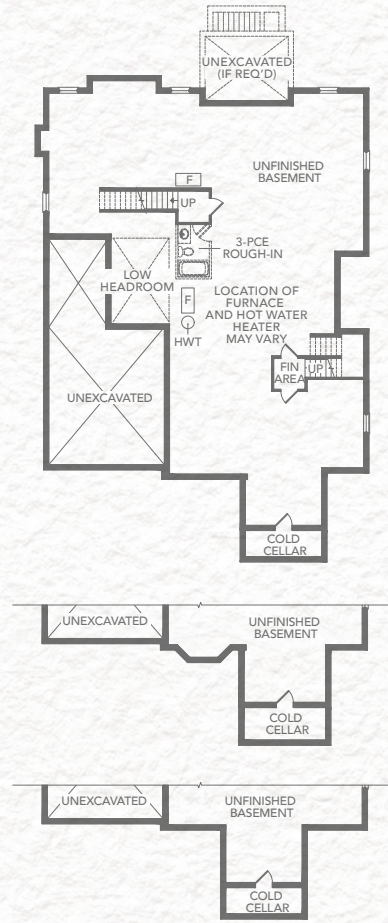 UNEXCAVATED
(IF REQ'D)
UNFINISHED
BASEMENT
F
UP
3-PCE
ROUGH-IN
LOW
HEADROOM
F
HWT
LOCATION OF
FURNACE
AND HOT WATER
HEATER
MAY VARY
FIN
AREA
UP
UNEXCAVATED
COLD
CELLAR
UNEXCAVATED
UNFINISHED
BASEMENT
COLD
CELLAR
UNEXCAVATED
UNFINISHED
BASEMENT
COLD
CELLAR